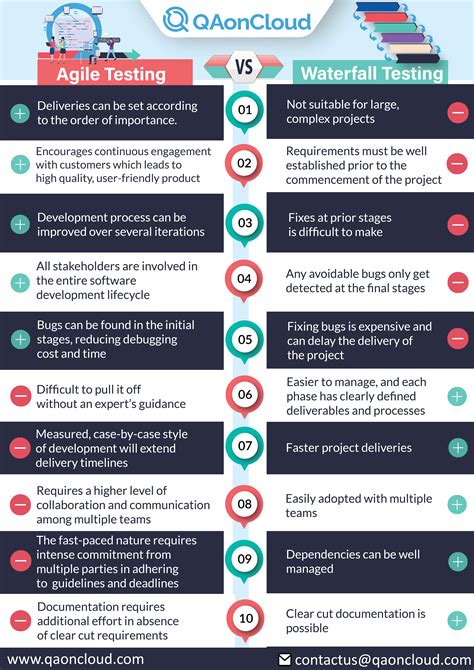 QAonCloud
Agile Testing
VS
Waterfall Testing
Deliveries can be set according
to the order of importance.
01
Not suitable for large,
complex projects
Encourages continuous engagement
with customers which leads to
high quality, user-friendly product
02
Requirements must be well
established prior to the
commencement of the project
Development process can be
improved over several iterations
03
Fixes at prior stages
is difficult to make
All stakeholders are involved in
the entire software
development lifecycle
04
Any avoidable bugs only get
detected at the final stages
Bugs can be found in the initial
stages, reducing debugging
cost and time
05
Fixing bugs is expensive and
can delay the delivery of
the project
Difficult to pull it off
without an expert's guidance
06
Easier to manage, and each
phase has clearly defined
deliverables and processes
Measured, case-by-case style
of development will extend
delivery timelines
07
Faster project deliveries
Requires a higher level of
collaboration and communication
among multiple teams
08
Easily adopted with multiple
teams
The fast-paced nature requires
intense commitment from
multiple parties in adhering
to guidelines and deadlines
09
Dependencies can be well
managed
Documentation requires
additional effort in absence
of clear cut requirements
10
Clear cut documentation is
possible
www.qaoncloud.com
contactus@qaoncloud.com